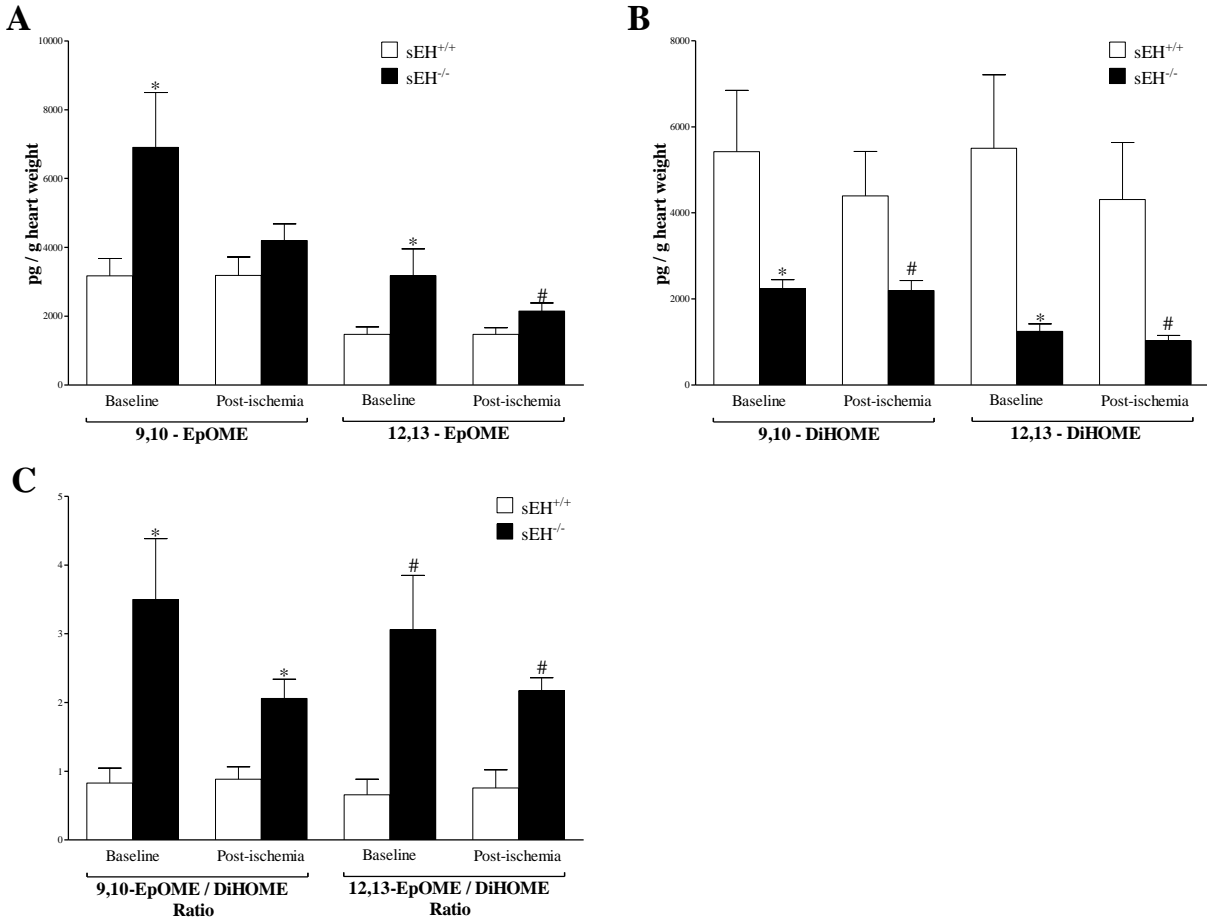 A
10000
8000
6000
4000
2000
0
pg / g heart weight
sEH+/+
sEH-/-
*
*
#
Baseline
Post-ischemia
Baseline
Post-ischemia
9,10 - EpOME
12,13 - EpOME
B
8000
6000
4000
2000
0
pg / g heart weight
sEH+/+
sEH-/-
*
#
*
#
Baseline
Post-ischemia
Baseline
Post-ischemia
9,10 - DiHOME
12,13 - DiHOME
C
5
4
3
2
1
0
sEH+/+
sEH-/-
*
*
#
#
Baseline
Post-ischemia
Baseline
Post-ischemia
9,10-EpOME / DiHOME
Ratio
12,13-EpOME / DiHOME
Ratio